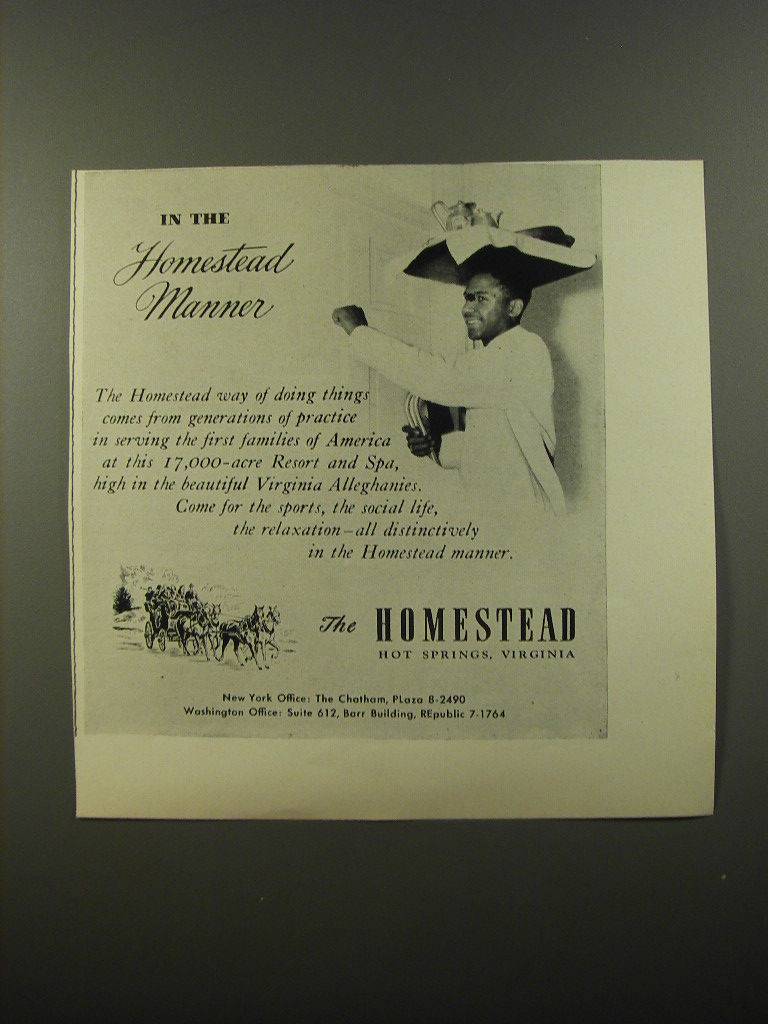 IN THE
Homestead
Manner
The Homestead way of doing things
comes from generations of practice
in serving the first families of America
at this 17,000-acre Resort and Spa,
high in the beautiful Virginia Alleghanies.
Come for the sports, the social life,
the relaxation—all distinctively
in the Homestead manner.
The HOMESTEAD
HOT SPRINGS, VIRGINIA
New York Office: The Chatham, PLaza 8-2490
Washington Office: Suite 612, Barr Building, REpublic 7-1764